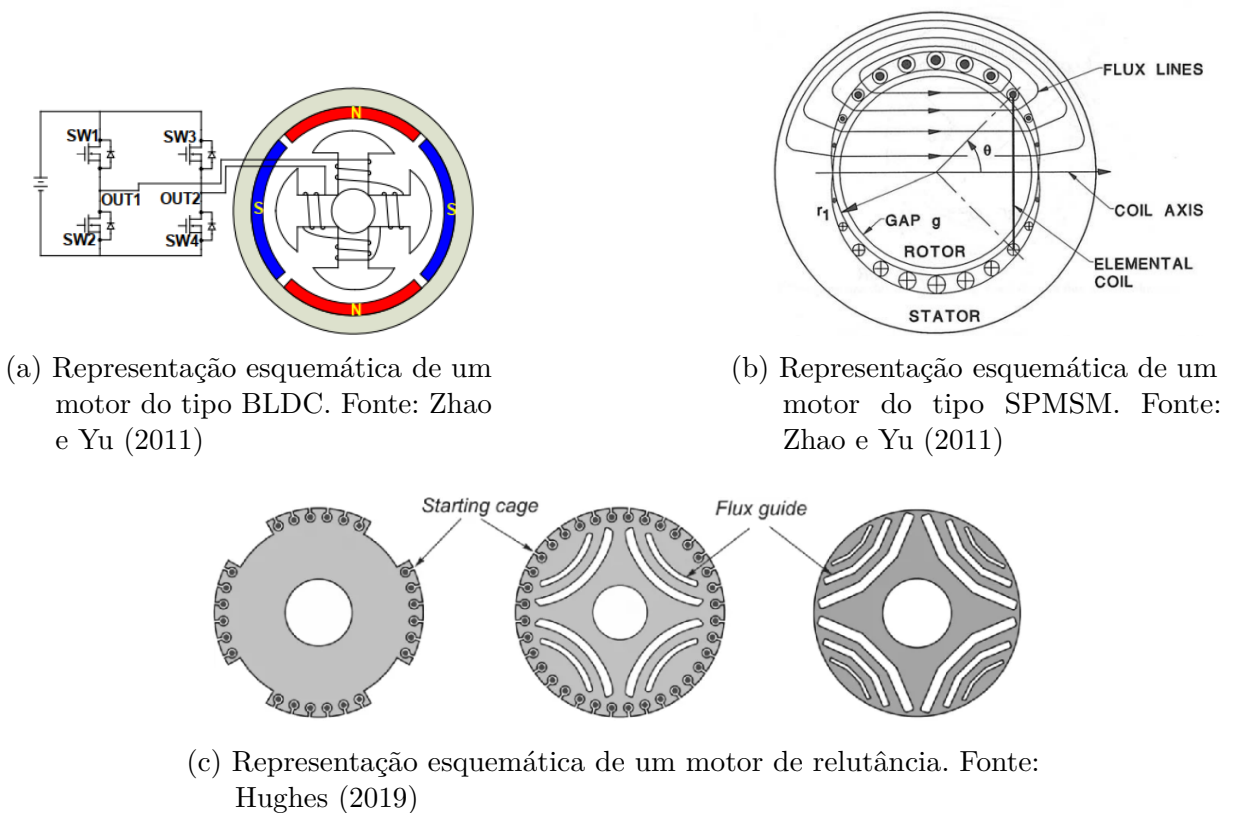 SW1
SW3
OUT1
OUT2
SW2
SW4
N
S
S
N
FLUX LINES
θ
r1
GAP g
COIL AXIS
ROTOR
ELEMENTAL
COIL
STATOR
(a) Representação esquemática de um
motor do tipo BLDC. Fonte: Zhao
e Yu (2011)
(b) Representação esquemática de um
motor do tipo SPMSM. Fonte:
Zhao e Yu (2011)
Starting cage
Flux guide
(c) Representação esquemática de um motor de relutância. Fonte:
Hughes (2019)